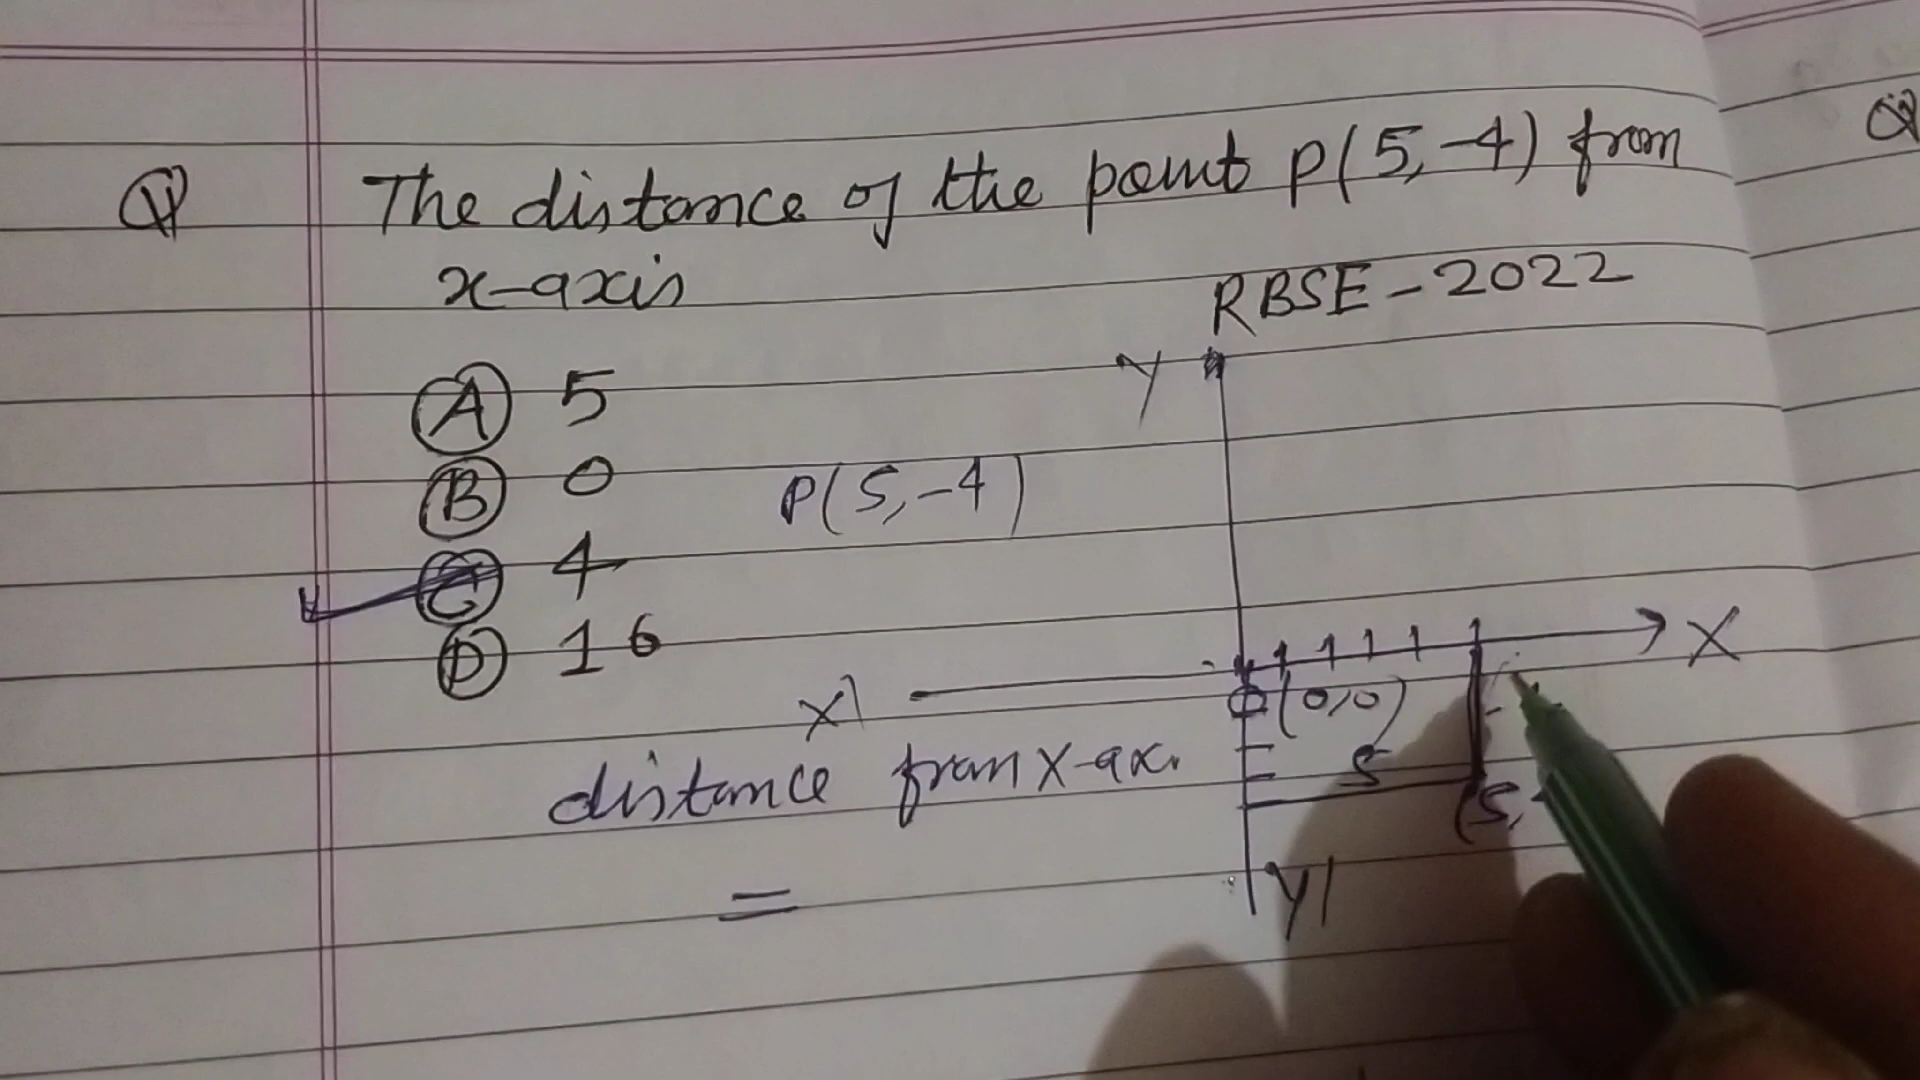 Q The distance of the point P(5,-4) from
x-axis
RBSE-2022
A 5
B 0
C 4
D 16
P(5,-4)
Y
X
X'
(0,0)
5
(5,
Y'
distance from X-ax.
=